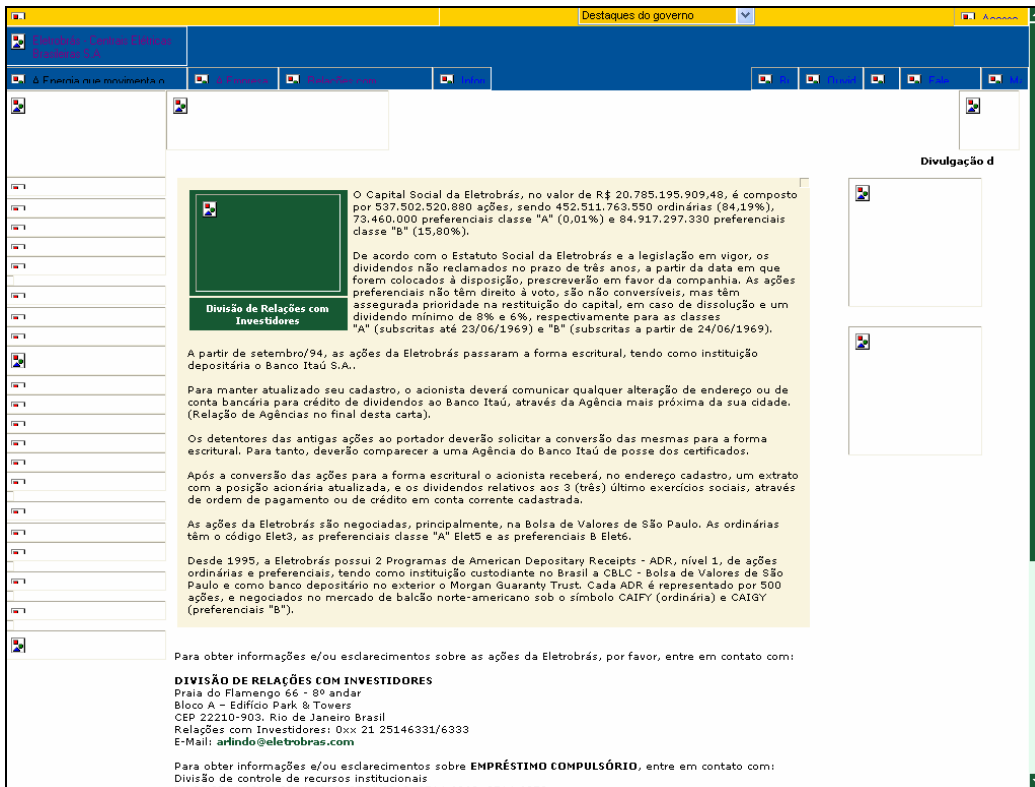 Destaques do governo
Acesso
Eletrobrás - Centrais Elétricas
Brasileiras S.A
A Energia que movimenta o
A Empresa
Relações com
Infor
Duvid
Fale
Divulgação d
O Capital Social da Eletrobrás, no valor de R$ 20.785.195.909,48, é composto
por 537.502.520.880 ações, sendo 452.511.763.550 ordinárias (84,19%),
73.460.000 preferenciais classe "A" (0,01%) e 84.917.297.330 preferenciais
classe "B" (15,80%).
De acordo com o Estatuto Social da Eletrobrás e a legislação em vigor, os
dividendos não reclamados no prazo de três anos, a partir da data em que
forem colocados à disposição, prescreverão em favor da companhia. As ações
preferenciais não têm direito à voto, são não conversíveis, mas têm
assegurada prioridade na restituição do capital, em caso de dissolução e um
dividendo mínimo de 8% e 6%, respectivamente para as classes
"A" (subscritas até 23/06/1969) e "B" (subscritas a partir de 24/06/1969).
Divisão de Relações com
Investidores
A partir de setembro/94, as ações da Eletrobrás passaram a forma escritural, tendo como instituição
depositária o Banco Itaú S.A..
Para manter atualizado seu cadastro, o acionista deverá comunicar qualquer alteração de endereço ou de
conta bancária para crédito de dividendos ao Banco Itaú, através da Agência mais próxima da sua cidade.
(Relação de Agências no final desta carta).
Os detentores das antigas ações ao portador deverão solicitar a conversão das mesmas para a forma
escritural. Para tanto, deverão comparecer a uma Agência do Banco Itaú de posse dos certificados.
Após a conversão das ações para a forma escritural o acionista receberá, no endereço cadastro, um extrato
com a posição acionária atualizada, e os dividendos relativos aos 3 (três) último exercícios sociais, através
de ordem de pagamento ou de crédito em conta corrente cadastrada.
As ações da Eletrobrás são negociadas, principalmente, na Bolsa de Valores de São Paulo. As ordinárias
têm o código Elet3, as preferenciais classe "A" Elet5 e as preferenciais B Elet6.
Desde 1995, a Eletrobrás possui 2 Programas de American Depositary Receipts - ADR, nível 1, de ações
ordinárias e preferenciais, tendo como instituição custodiante no Brasil a CBLC - Bolsa de Valores de São
Paulo e como banco depositário no exterior o Morgan Guaranty Trust. Cada ADR é representado por 500
ações, e negociados no mercado de balcão norte-americano sob o símbolo CAIFY (ordinária) e CAIGY
(preferenciais "B").
Para obter informações e/ou esclarecimentos sobre as ações da Eletrobrás, por favor, entre em contato com:
DIVISÃO DE RELAÇÕES COM INVESTIDORES
Praia do Flamengo 66 - 8º andar
Bloco A – Edifício Park & Towers
CEP 22210-903. Rio de Janeiro Brasil
Relações com Investidores: 0xx 21 25146331/6333
E-Mail: arlindo@eletrobras.com
Para obter informações e/ou esclarecimentos sobre EMPRÉSTIMO COMPULSÓRIO, entre em contato com:
Divisão de controle de recursos institucionais